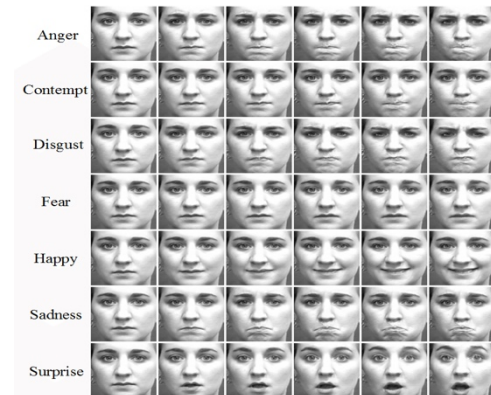 Anger
Contempt
Disgust
Fear
Happy
Sadness
Surprise